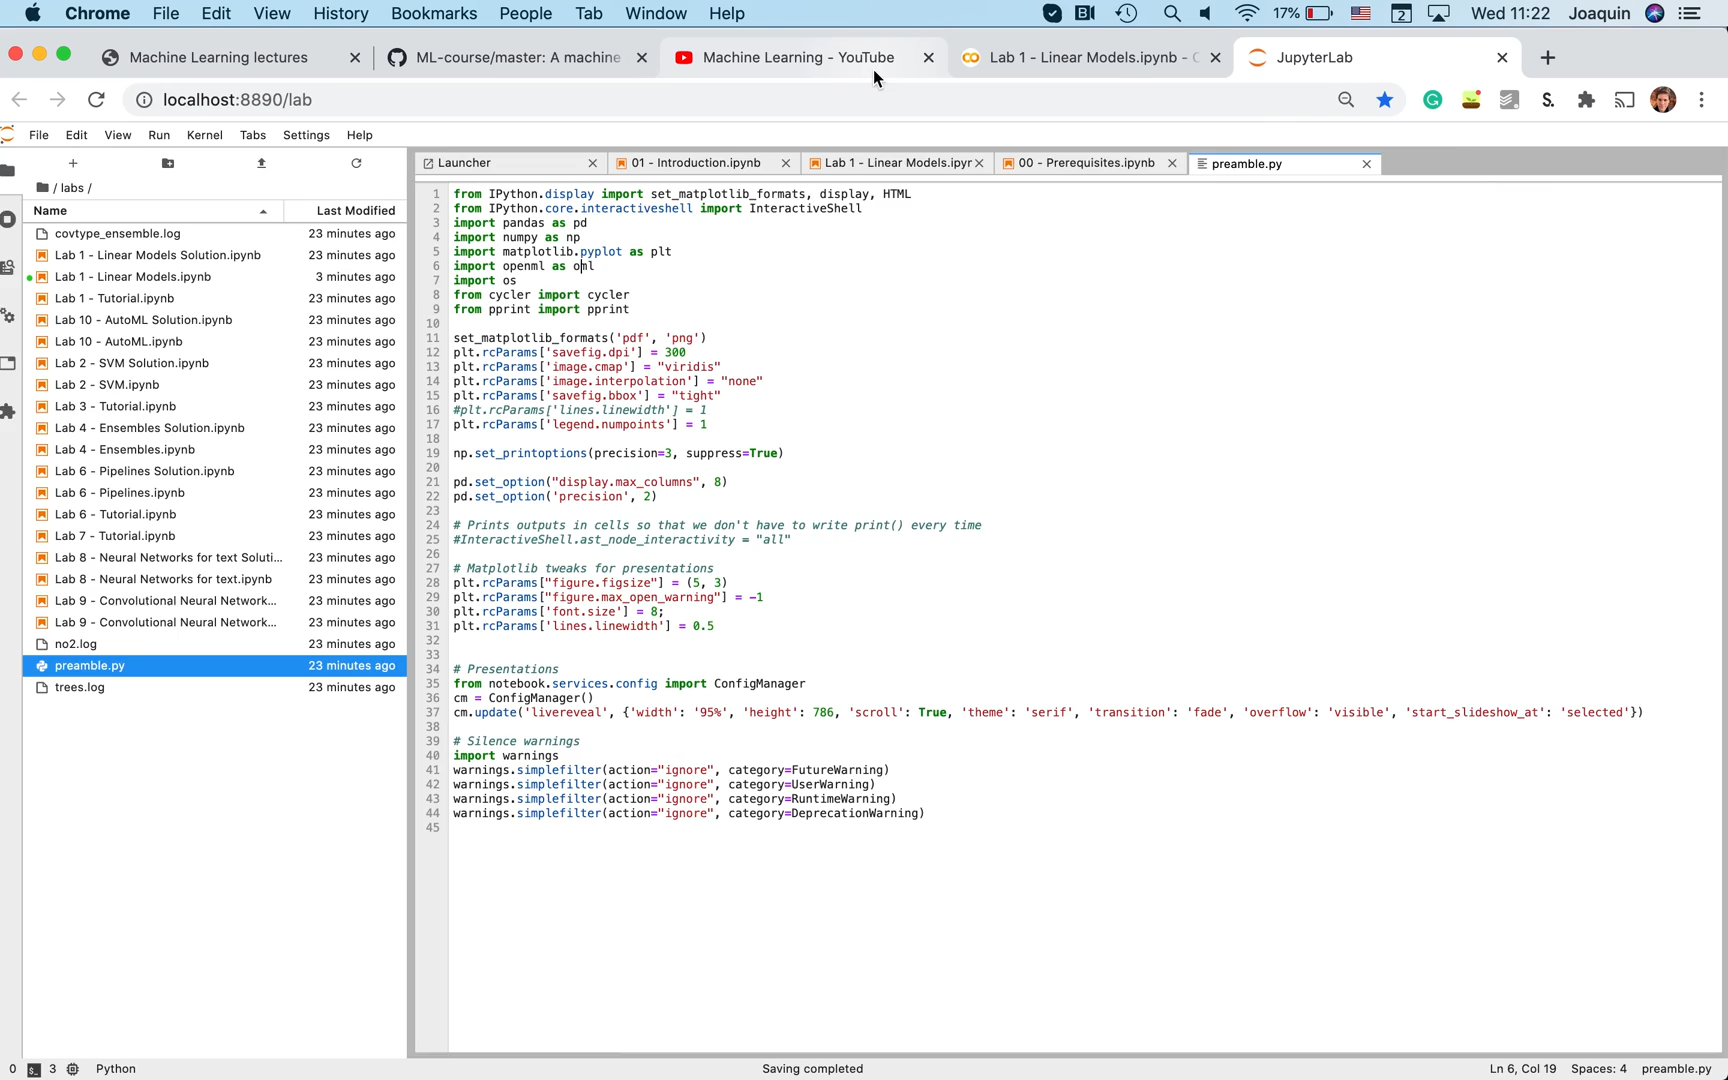 Chrome File Edit View History Bookmarks People Tab Window Help 17% 2 Wed 11:22 Joaquin
Machine Learning lectures ML-course/master: A machine Machine Learning - YouTube Lab 1 - Linear Models.ipynb - C JupyterLab
localhost:8890/lab
File Edit View Run Kernel Tabs Settings Help
Launcher 01 - Introduction.ipynb Lab 1 - Linear Models.ipyr 00 - Prerequisites.ipynb preamble.py
/ labs /
Name Last Modified
covtype_ensemble.log 23 minutes ago
Lab 1 - Linear Models Solution.ipynb 23 minutes ago
Lab 1 - Linear Models.ipynb 3 minutes ago
Lab 1 - Tutorial.ipynb 23 minutes ago
Lab 10 - AutoML Solution.ipynb 23 minutes ago
Lab 10 - AutoML.ipynb 23 minutes ago
Lab 2 - SVM Solution.ipynb 23 minutes ago
Lab 2 - SVM.ipynb 23 minutes ago
Lab 3 - Tutorial.ipynb 23 minutes ago
Lab 4 - Ensembles Solution.ipynb 23 minutes ago
Lab 4 - Ensembles.ipynb 23 minutes ago
Lab 6 - Pipelines Solution.ipynb 23 minutes ago
Lab 6 - Pipelines.ipynb 23 minutes ago
Lab 6 - Tutorial.ipynb 23 minutes ago
Lab 7 - Tutorial.ipynb 23 minutes ago
Lab 8 - Neural Networks for text Soluti... 23 minutes ago
Lab 8 - Neural Networks for text.ipynb 23 minutes ago
Lab 9 - Convolutional Neural Network... 23 minutes ago
Lab 9 - Convolutional Neural Network... 23 minutes ago
no2.log 23 minutes ago
preamble.py 23 minutes ago
trees.log 23 minutes ago
1 from IPython.display import set_matplotlib_formats, display, HTML
2 from IPython.core.interactiveshell import InteractiveShell
3 import pandas as pd
4 import numpy as np
5 import matplotlib.pyplot as plt
6 import openml as oml
7 import os
8 from cycler import cycler
9 from pprint import pprint
10
11 set_matplotlib_formats('pdf', 'png')
12 plt.rcParams['savefig.dpi'] = 300
13 plt.rcParams['image.cmap'] = "viridis"
14 plt.rcParams['image.interpolation'] = "none"
15 plt.rcParams['savefig.bbox'] = "tight"
16 #plt.rcParams['lines.linewidth'] = 1
17 plt.rcParams['legend.numpoints'] = 1
18
19 np.set_printoptions(precision=3, suppress=True)
20
21 pd.set_option("display.max_columns", 8)
22 pd.set_option('precision', 2)
23
24 # Prints outputs in cells so that we don't have to write print() every time
25 #InteractiveShell.ast_node_interactivity = "all"
26
27 # Matplotlib tweaks for presentations
28 plt.rcParams["figure.figsize"] = (5, 3)
29 plt.rcParams["figure.max_open_warning"] = -1
30 plt.rcParams['font.size'] = 8;
31 plt.rcParams['lines.linewidth'] = 0.5
32
33
34 # Presentations
35 from notebook.services.config import ConfigManager
36 cm = ConfigManager()
37 cm.update('livereveal', {'width': '95%', 'height': 786, 'scroll': True, 'theme': 'serif', 'transition': 'fade', 'overflow': 'visible', 'start_slideshow_at': 'selected'})
38
39 # Silence warnings
40 import warnings
41 warnings.simplefilter(action="ignore", category=FutureWarning)
42 warnings.simplefilter(action="ignore", category=UserWarning)
43 warnings.simplefilter(action="ignore", category=RuntimeWarning)
44 warnings.simplefilter(action="ignore", category=DeprecationWarning)
45
0 3 Python Saving completed Ln 6, Col 19 Spaces: 4 preamble.py